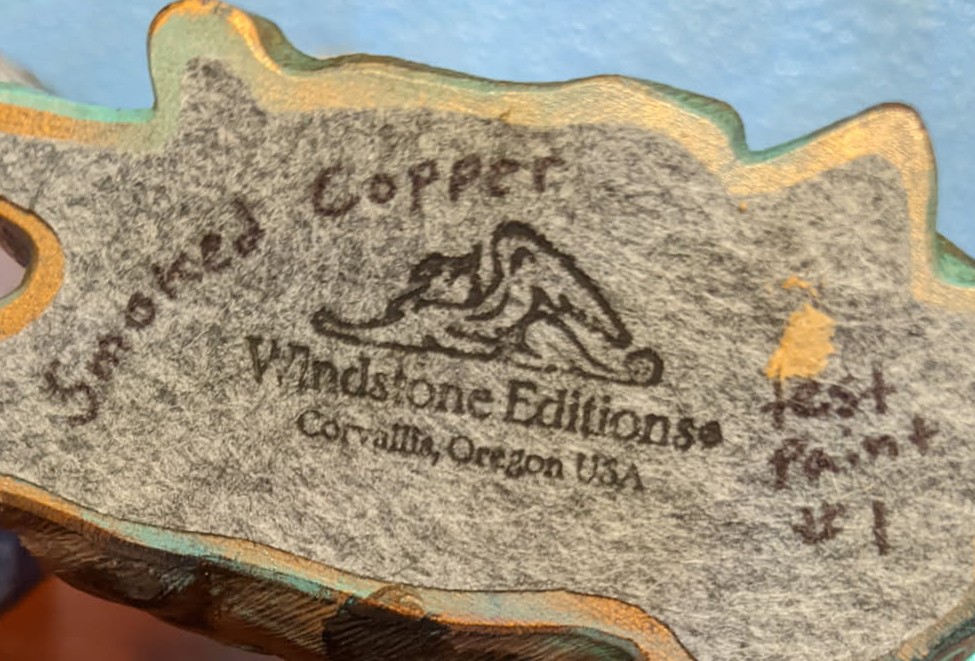 Smoked Copper
Windstone Editions®
Corvallis, Oregon USA
test
paint
#1